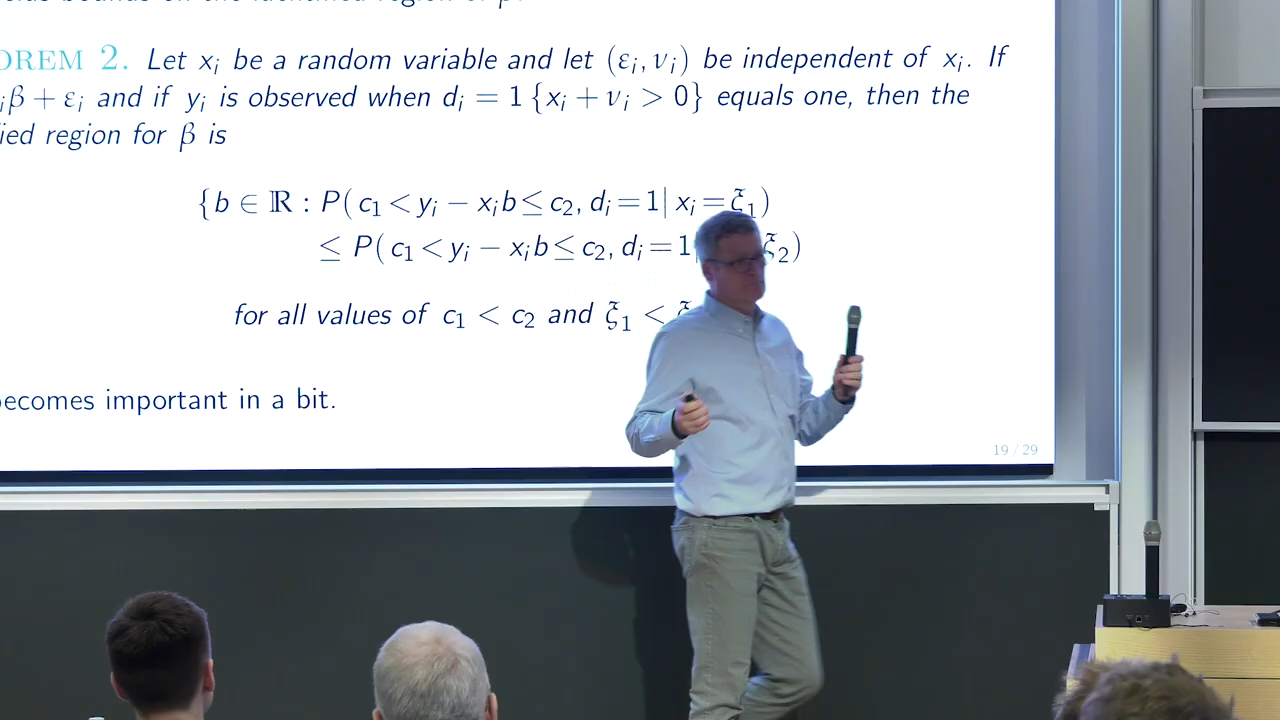 OREM 2. Let xᵢ be a random variable and let (εᵢ, νᵢ) be independent of xᵢ. If
ᵢβ + εᵢ and if yᵢ is observed when dᵢ = 1 {xᵢ + νᵢ > 0} equals one, then the
ied region for β is
{b ∈ ℝ : P( c₁ < yᵢ − xᵢb ≤ c₂, dᵢ = 1| xᵢ = ξ₁)
≤ P( c₁ < yᵢ − xᵢb ≤ c₂, dᵢ = 1| ξ₂)
for all values of c₁ < c₂ and ξ₁ <
ecomes important in a bit.
19 / 29